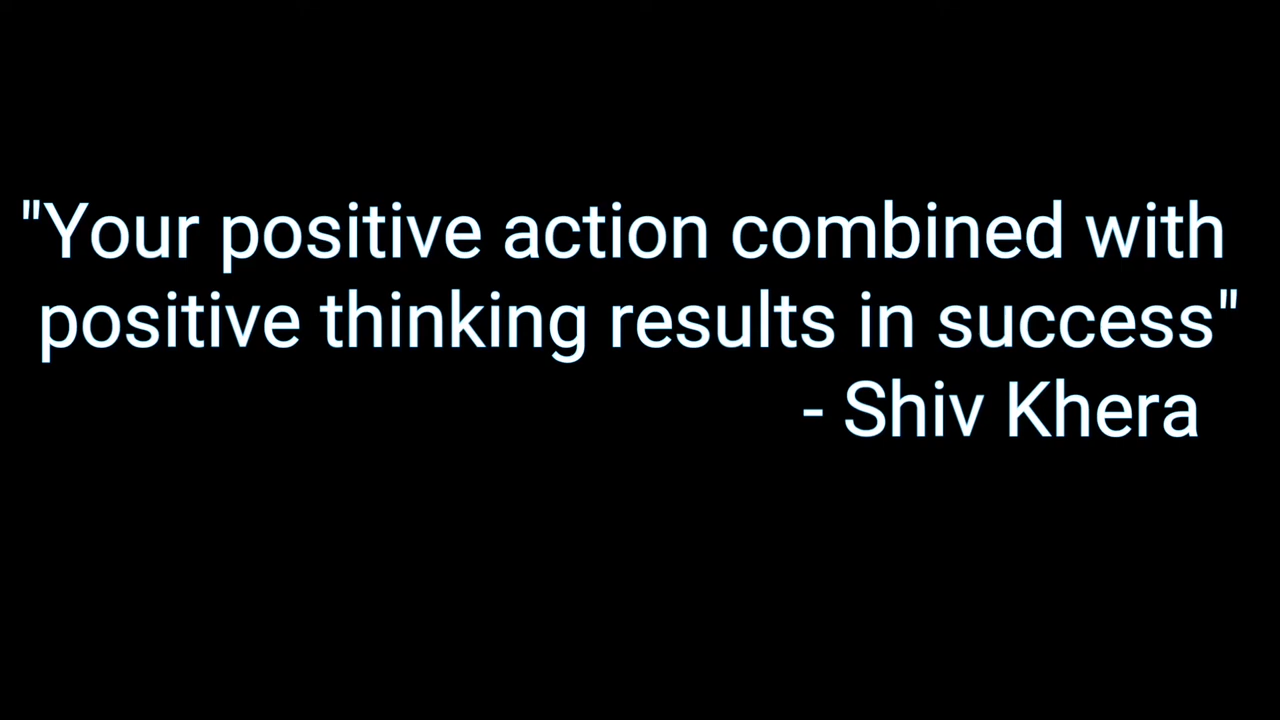 "Your positive action combined with
positive thinking results in success"
- Shiv Khera